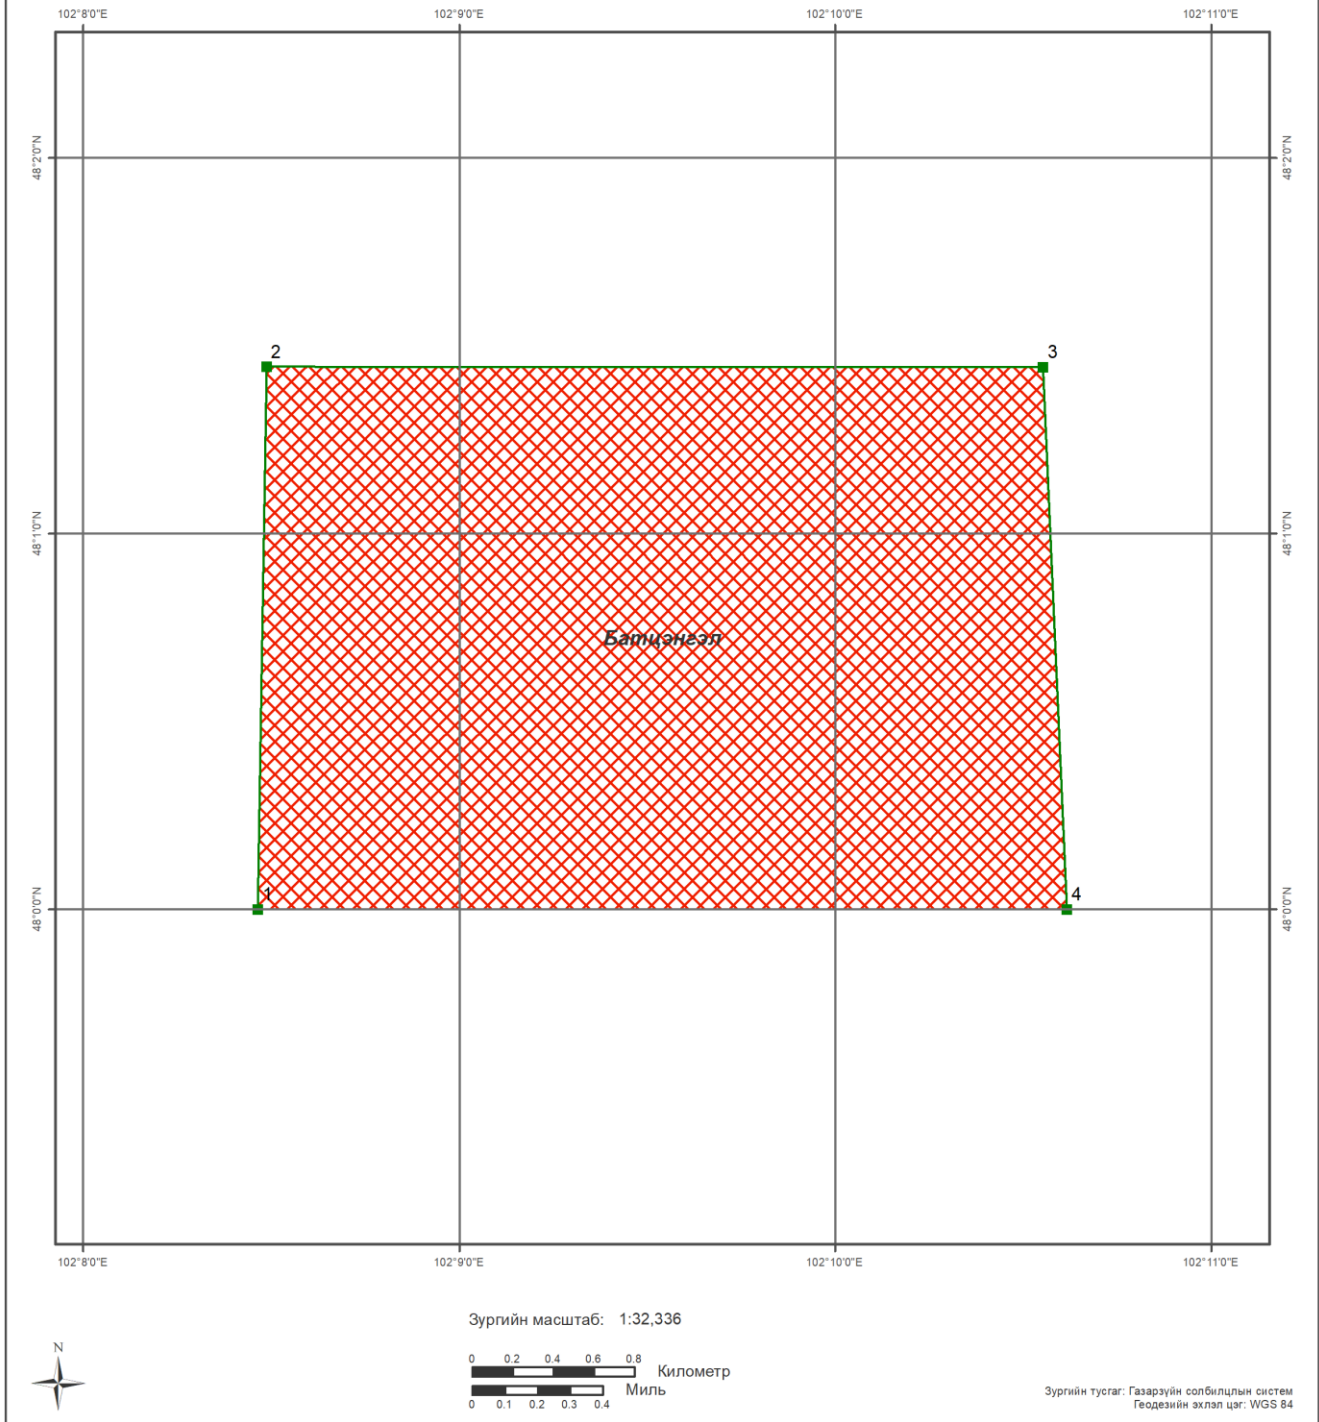 102°8'0"E 102°9'0"E 102°10'0"E 102°11'0"E
48°2'0"N 48°2'0"N
2 3
48°1'0"N 48°1'0"N
Батцэнгэл
1 4
48°0'0"N 48°0'0"N
102°8'0"E 102°9'0"E 102°10'0"E 102°11'0"E
Зургийн масштаб: 1:32,336
N
0 0.2 0.4 0.6 0.8
Километр
Миль
0 0.1 0.2 0.3 0.4
Зургийн тусгаг: Газарзүйн солбилцлын систем
Геодезийн эхлэл цэг: WGS 84